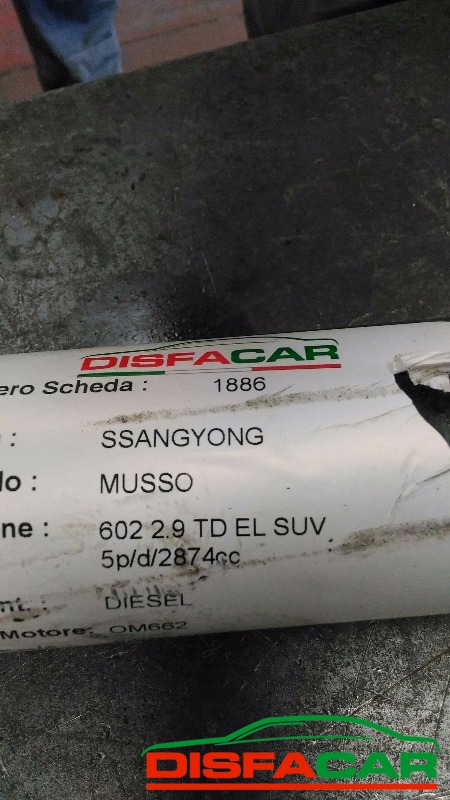 DISFACAR
ero Scheda : 1886
: SSANGYONG
lo : MUSSO
ne : 602 2.9 TD EL SUV
5p/d/2874cc
nt. : DIESEL
Motore: OM662
DISFACAR